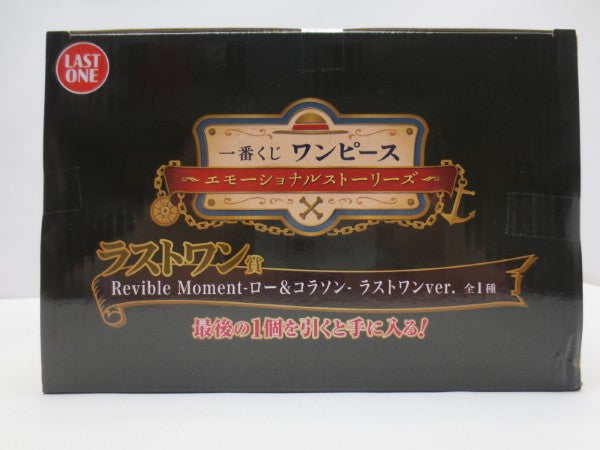 LAST
ONE
一番くじ ワンピース
～エモーショナルストーリーズ～
ラストワン賞
Revible Moment-ロー&コラソン- ラストワンver. 全1種
最後の1個を引くと手に入る!